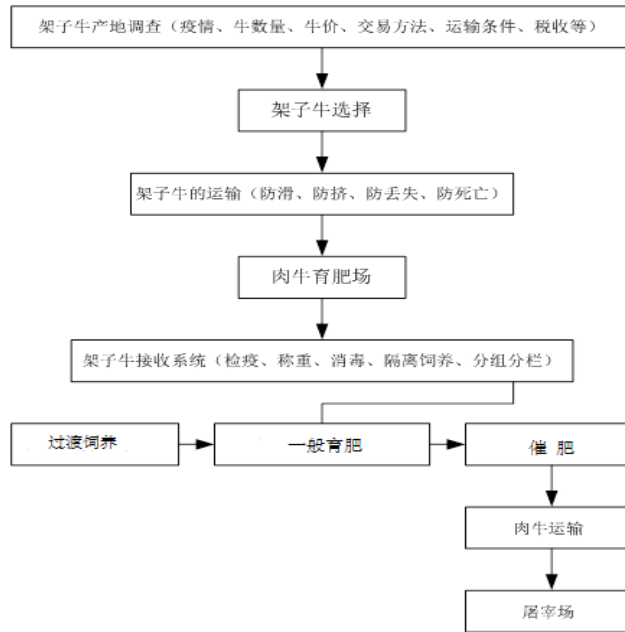 架子牛产地调查（疫情、牛数量、牛价、交易方法、运输条件、税收等）
架子牛选择
架子牛的运输（防滑、防挤、防丢失、防死亡）
肉牛育肥场
架子牛接收系统（检疫、称重、消毒、隔离饲养、分组分栏）
过渡饲养
一般育肥
催 肥
肉牛运输
屠宰场